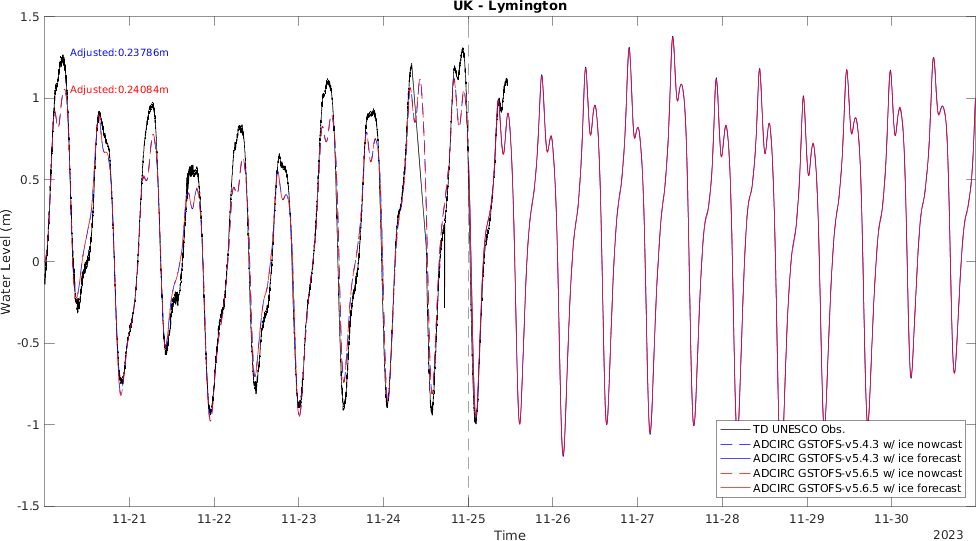 UK - Lymington
Adjusted:0.23786m
Adjusted:0.24084m
Water Level (m)
1.5
1
0.5
0
-0.5
-1
-1.5
TD UNESCO Obs.
ADCIRC GSTOFS-v5.4.3 w/ ice nowcast
ADCIRC GSTOFS-v5.4.3 w/ ice forecast
ADCIRC GSTOFS-v5.6.5 w/ ice nowcast
ADCIRC GSTOFS-v5.6.5 w/ ice forecast
11-21 11-22 11-23 11-24 11-25 11-26 11-27 11-28 11-29 11-30
Time
2023